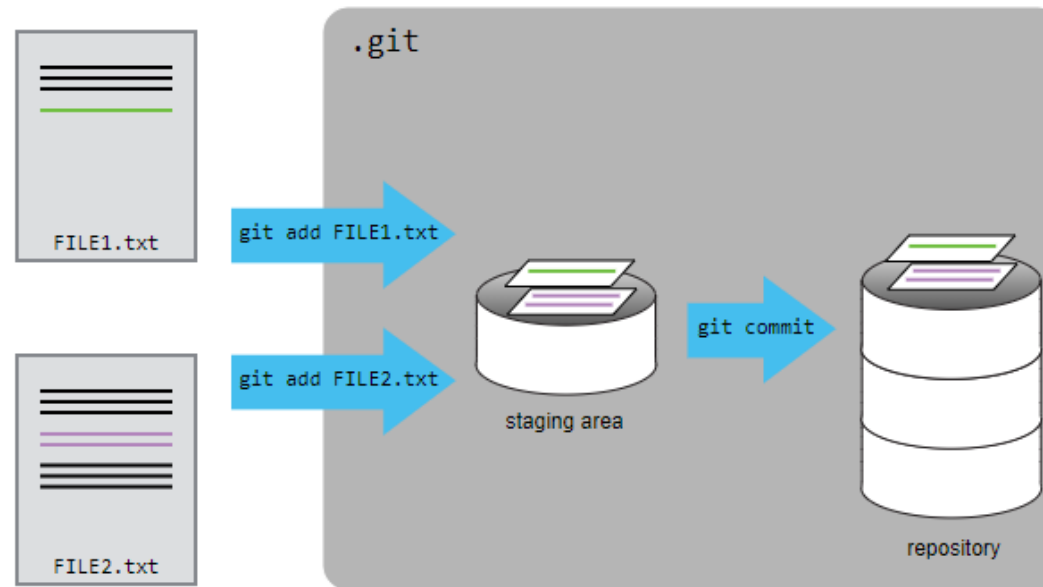 .git
FILE1.txt
git add FILE1.txt
git add FILE2.txt
git commit
staging area
repository
FILE2.txt